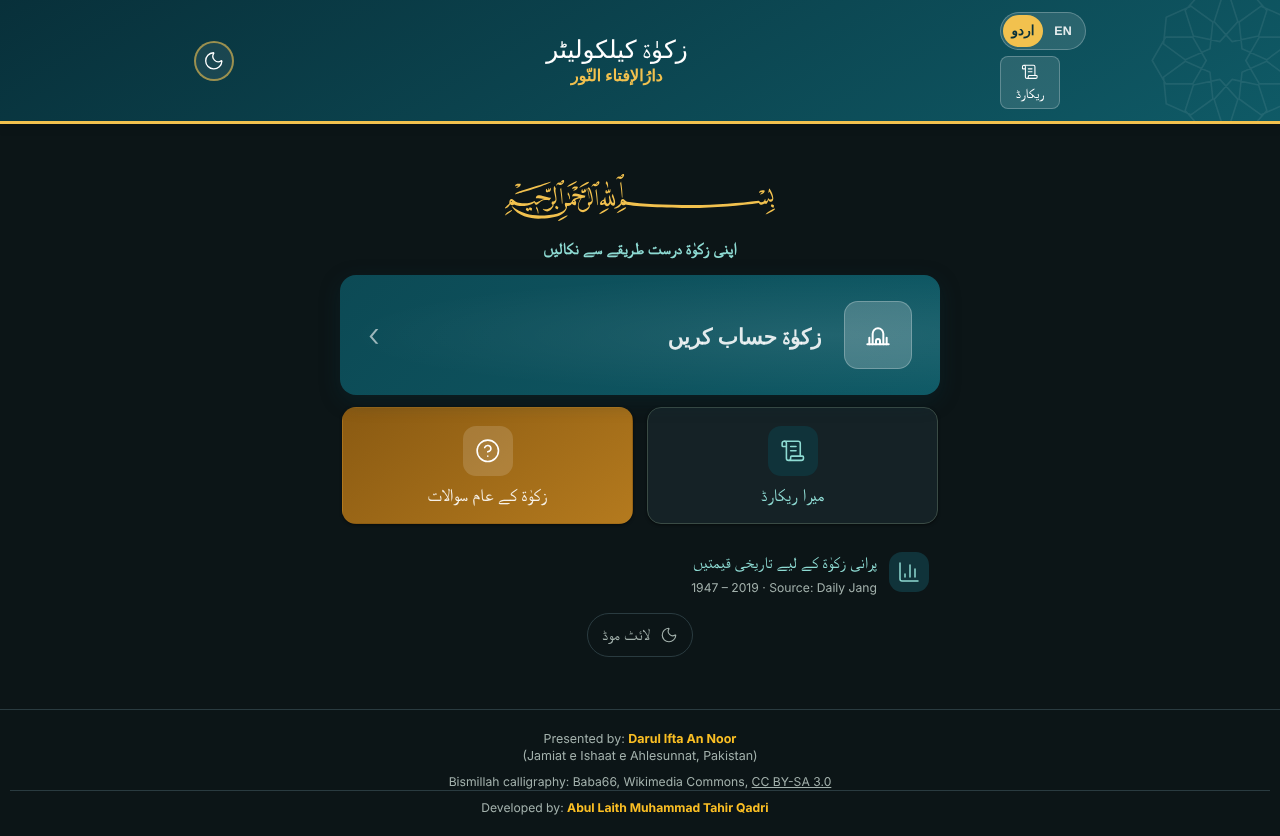 اردو EN
ریکارڈ
زکوٰۃ کیلکولیٹر
دارُالإفتاء النّور
بِسْمِ اللهِ الرَّحْمٰنِ الرَّحِيْمِ
اپنی زکوٰۃ درست طریقے سے نکالیں
زکوٰۃ حساب کریں
میرا ریکارڈ
زکوٰۃ کے عام سوالات
پرانی زکوٰۃ کے لیے تاریخی قیمتیں
1947 – 2019 · Source: Daily Jang
لائٹ موڈ
Presented by: Darul Ifta An Noor
(Jamiat e Ishaat e Ahlesunnat, Pakistan)
Bismillah calligraphy: Baba66, Wikimedia Commons, CC BY-SA 3.0
Developed by: Abul Laith Muhammad Tahir Qadri